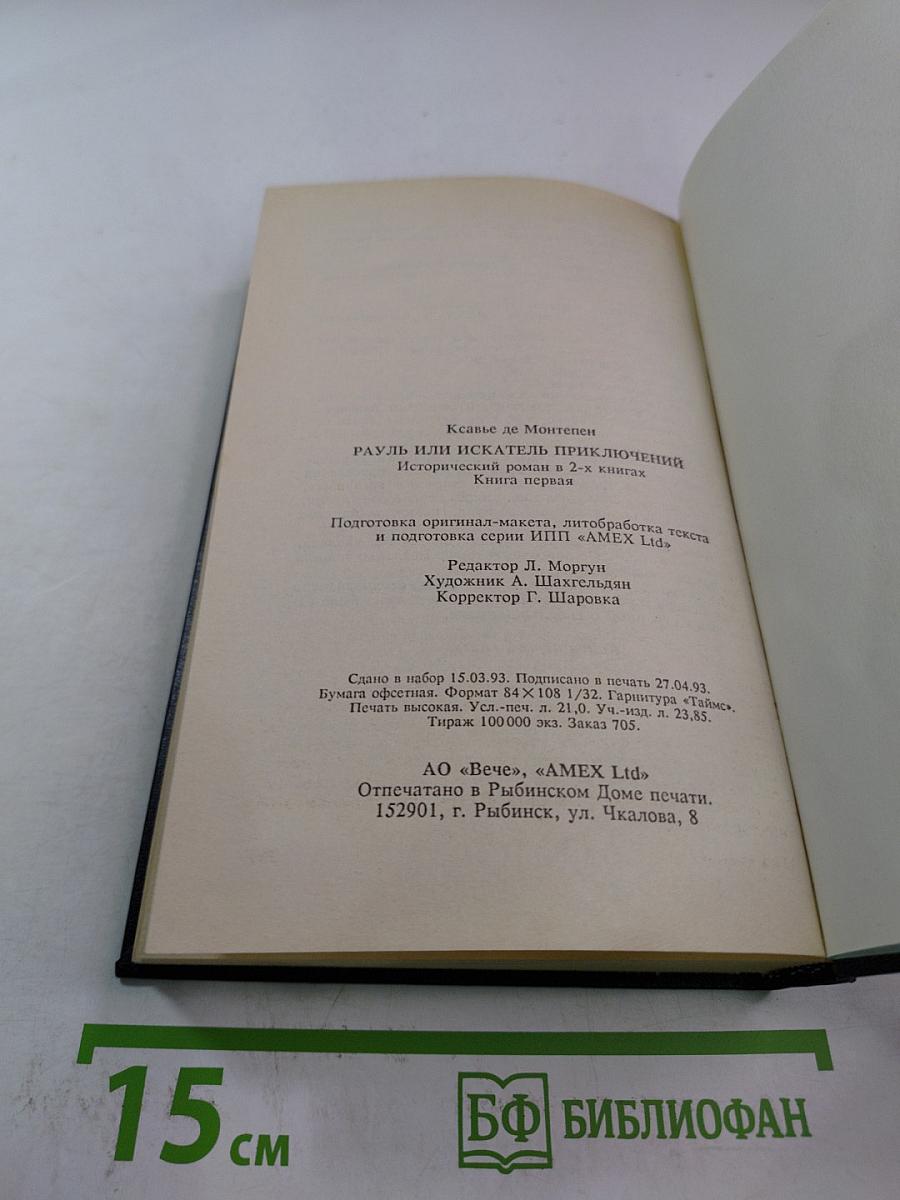 Ксавье де Монтепен
РАУЛЬ ИЛИ ИСКАТЕЛЬ ПРИКЛЮЧЕНИЙ
Исторический роман в 2-х книгах
Книга первая
Подготовка оригинал-макета, литобработка текста
и подготовка серии ИПП «AMEX Ltd»
Редактор Л. Моргун
Художник А. Шахгельдян
Корректор Г. Шаровка
Сдано в набор 15.03.93. Подписано в печать 27.04.93.
Бумага офсетная. Формат 84×108 1/32. Гарнитура «Таймс».
Печать высокая. Усл.-печ. л. 21,0. Уч.-изд. л. 23,85.
Тираж 100 000 экз. Заказ 705.
АО «Вече», «AMEX Ltd»
Отпечатано в Рыбинском Доме печати.
152901, г. Рыбинск, ул. Чкалова, 8
15 см
БФ БИБЛИОФАН